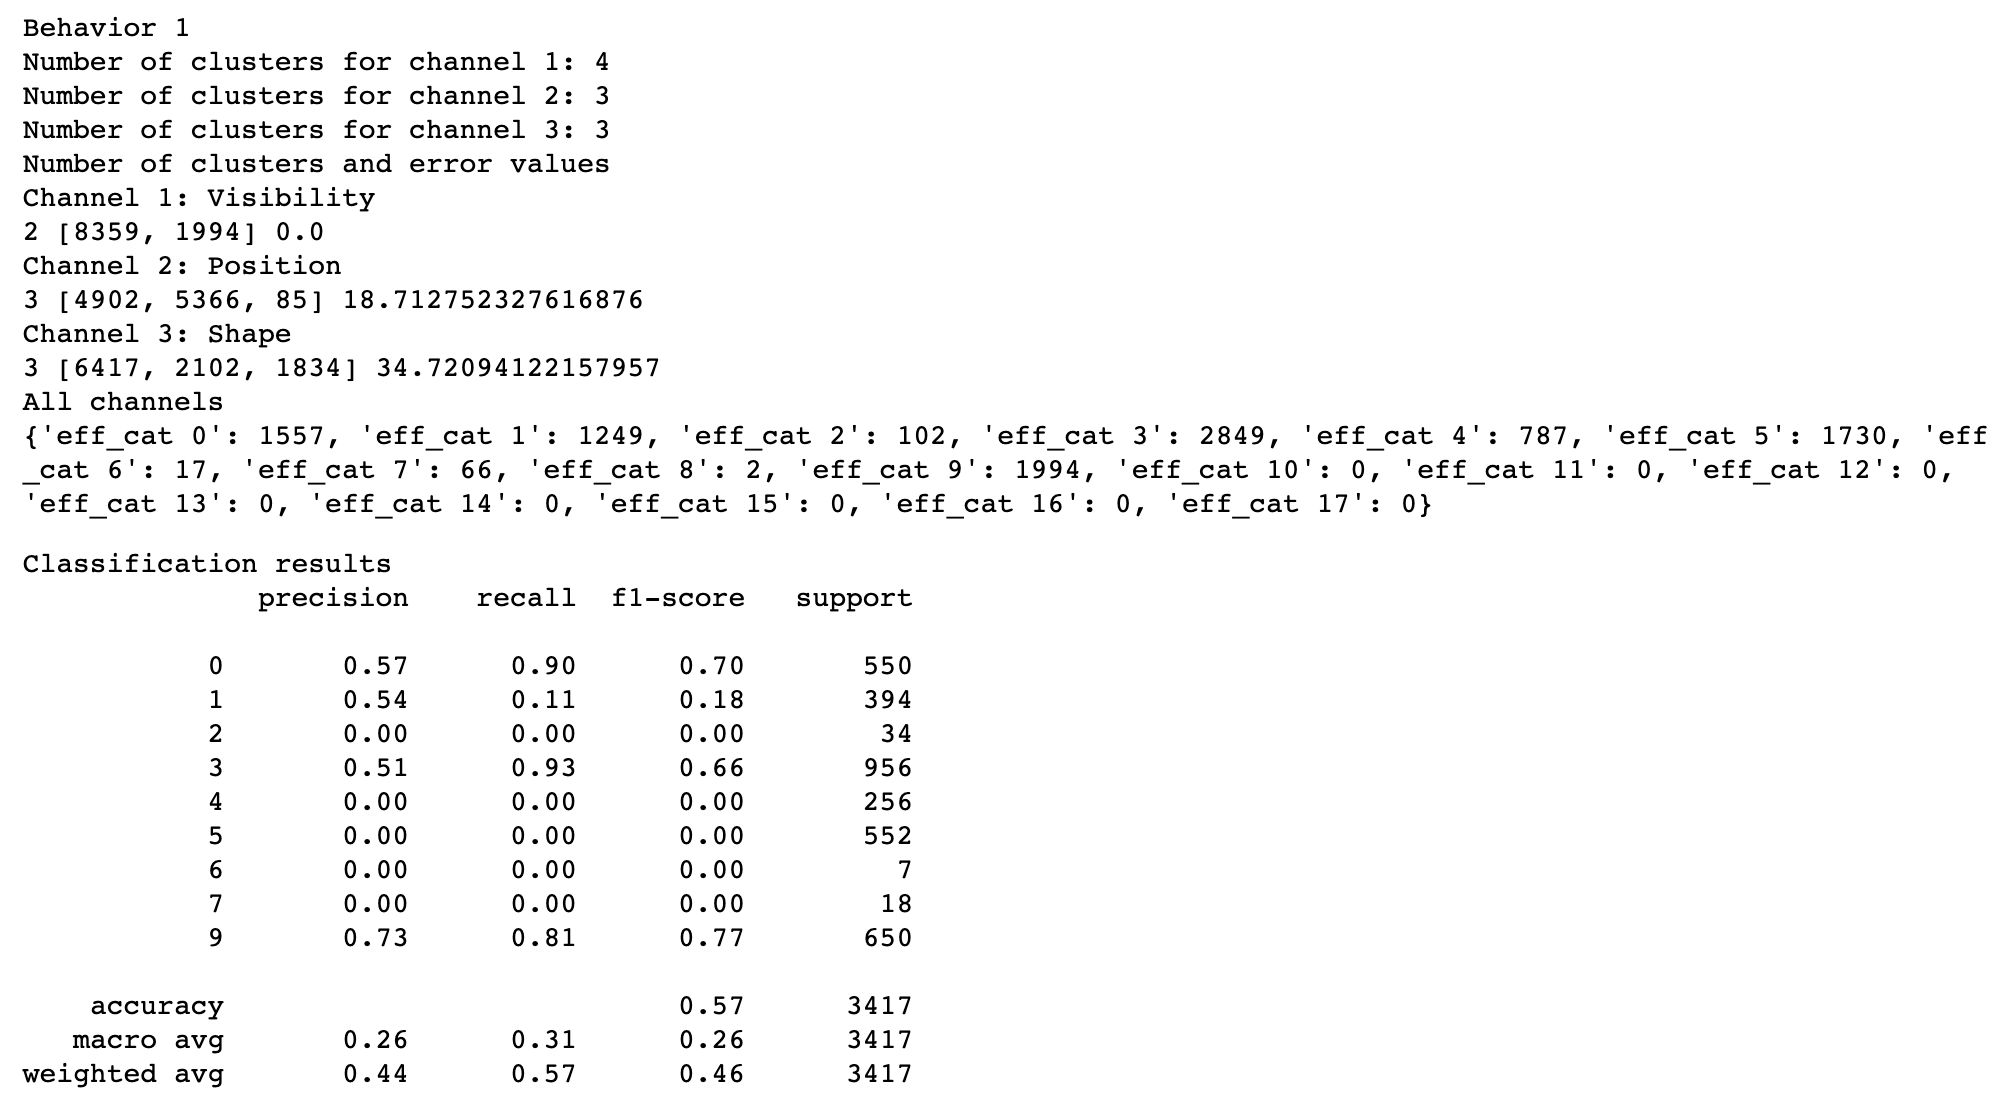 Behavior 1
Number of clusters for channel 1: 4
Number of clusters for channel 2: 3
Number of clusters for channel 3: 3
Number of clusters and error values
Channel 1: Visibility
2 [8359, 1994] 0.0
Channel 2: Position
3 [4902, 5366, 85] 18.712752327616876
Channel 3: Shape
3 [6417, 2102, 1834] 34.72094122157957
All channels
{'eff_cat 0': 1557, 'eff_cat 1': 1249, 'eff_cat 2': 102, 'eff_cat 3': 2849, 'eff_cat 4': 787, 'eff_cat 5': 1730, 'eff
_cat 6': 17, 'eff_cat 7': 66, 'eff_cat 8': 2, 'eff_cat 9': 1994, 'eff_cat 10': 0, 'eff_cat 11': 0, 'eff_cat 12': 0,
'eff_cat 13': 0, 'eff_cat 14': 0, 'eff_cat 15': 0, 'eff_cat 16': 0, 'eff_cat 17': 0}
Classification results
precision recall f1-score support
0 0.57 0.90 0.70 550
1 0.54 0.11 0.18 394
2 0.00 0.00 0.00 34
3 0.51 0.93 0.66 956
4 0.00 0.00 0.00 256
5 0.00 0.00 0.00 552
6 0.00 0.00 0.00 7
7 0.00 0.00 0.00 18
9 0.73 0.81 0.77 650
accuracy 0.57 3417
macro avg 0.26 0.31 0.26 3417
weighted avg 0.44 0.57 0.46 3417